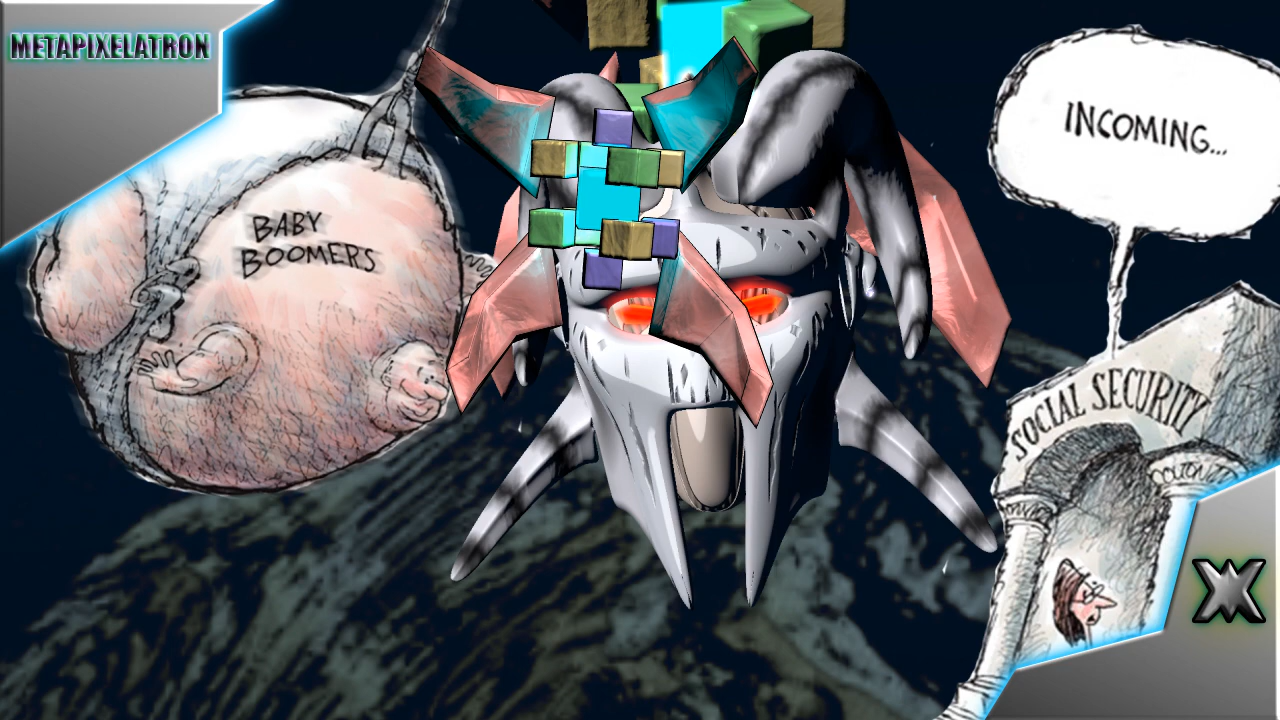 METAPIXELATRON
INCOMING...
BABY
BOOMERS
SOCIAL SECURITY
X